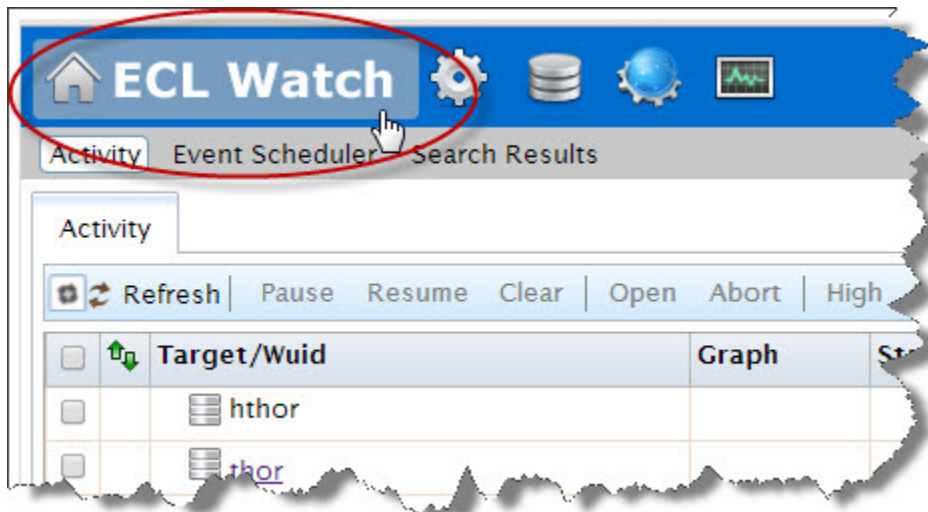 ECL Watch
Activity Event Scheduler Search Results
Activity
Refresh Pause Resume Clear Open Abort High
Target/Wuid Graph
hthor
thor